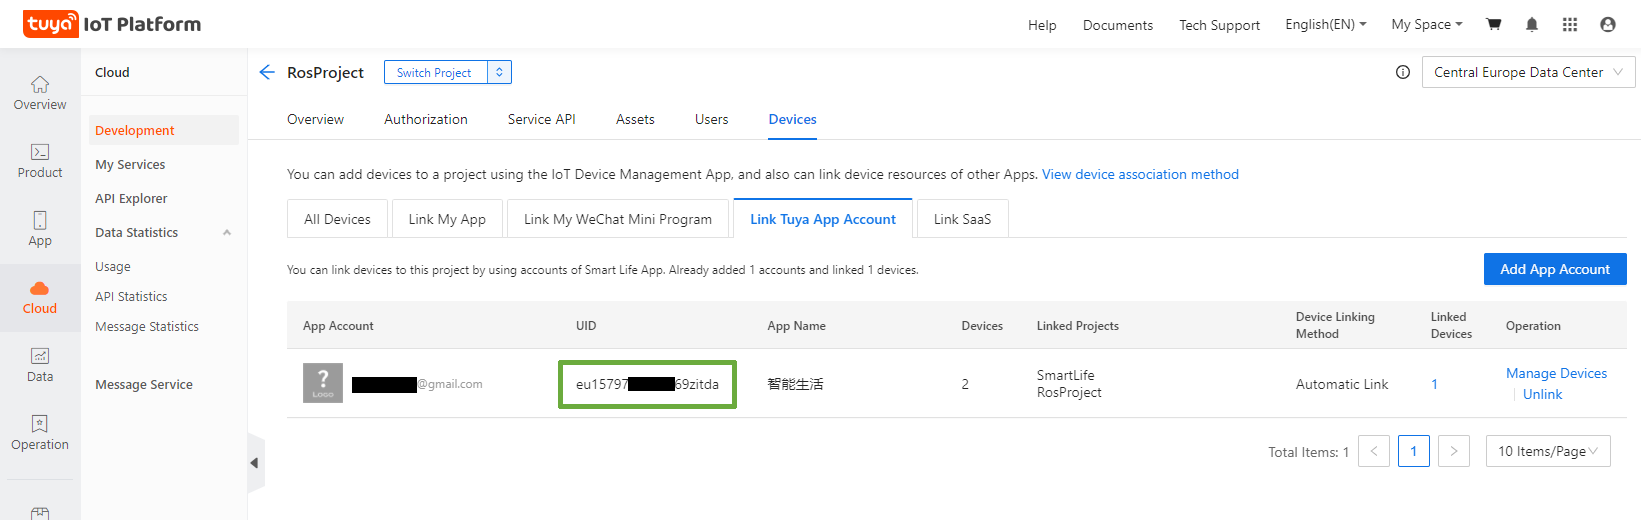 tuya IoT Platform
Help Documents Tech Support English(EN) My Space
Overview
Product
App
Cloud
Data
Operation
Cloud
Development
My Services
API Explorer
Data Statistics
Usage
API Statistics
Message Statistics
Message Service
RosProject Switch Project Central Europe Data Center
Overview Authorization Service API Assets Users Devices
You can add devices to a project using the IoT Device Management App, and also can link device resources of other Apps. View device association method
All Devices Link My App Link My WeChat Mini Program Link Tuya App Account Link SaaS
You can link devices to this project by using accounts of Smart Life App. Already added 1 accounts and linked 1 devices. Add App Account
App Account UID App Name Devices Linked Projects Device Linking Method Linked Devices Operation
? LOGO @gmail.com eu15797 69zitda 智能生活 2 SmartLife RosProject Automatic Link 1 Manage Devices Unlink
Total Items: 1 < 1 > 10 Items/Page